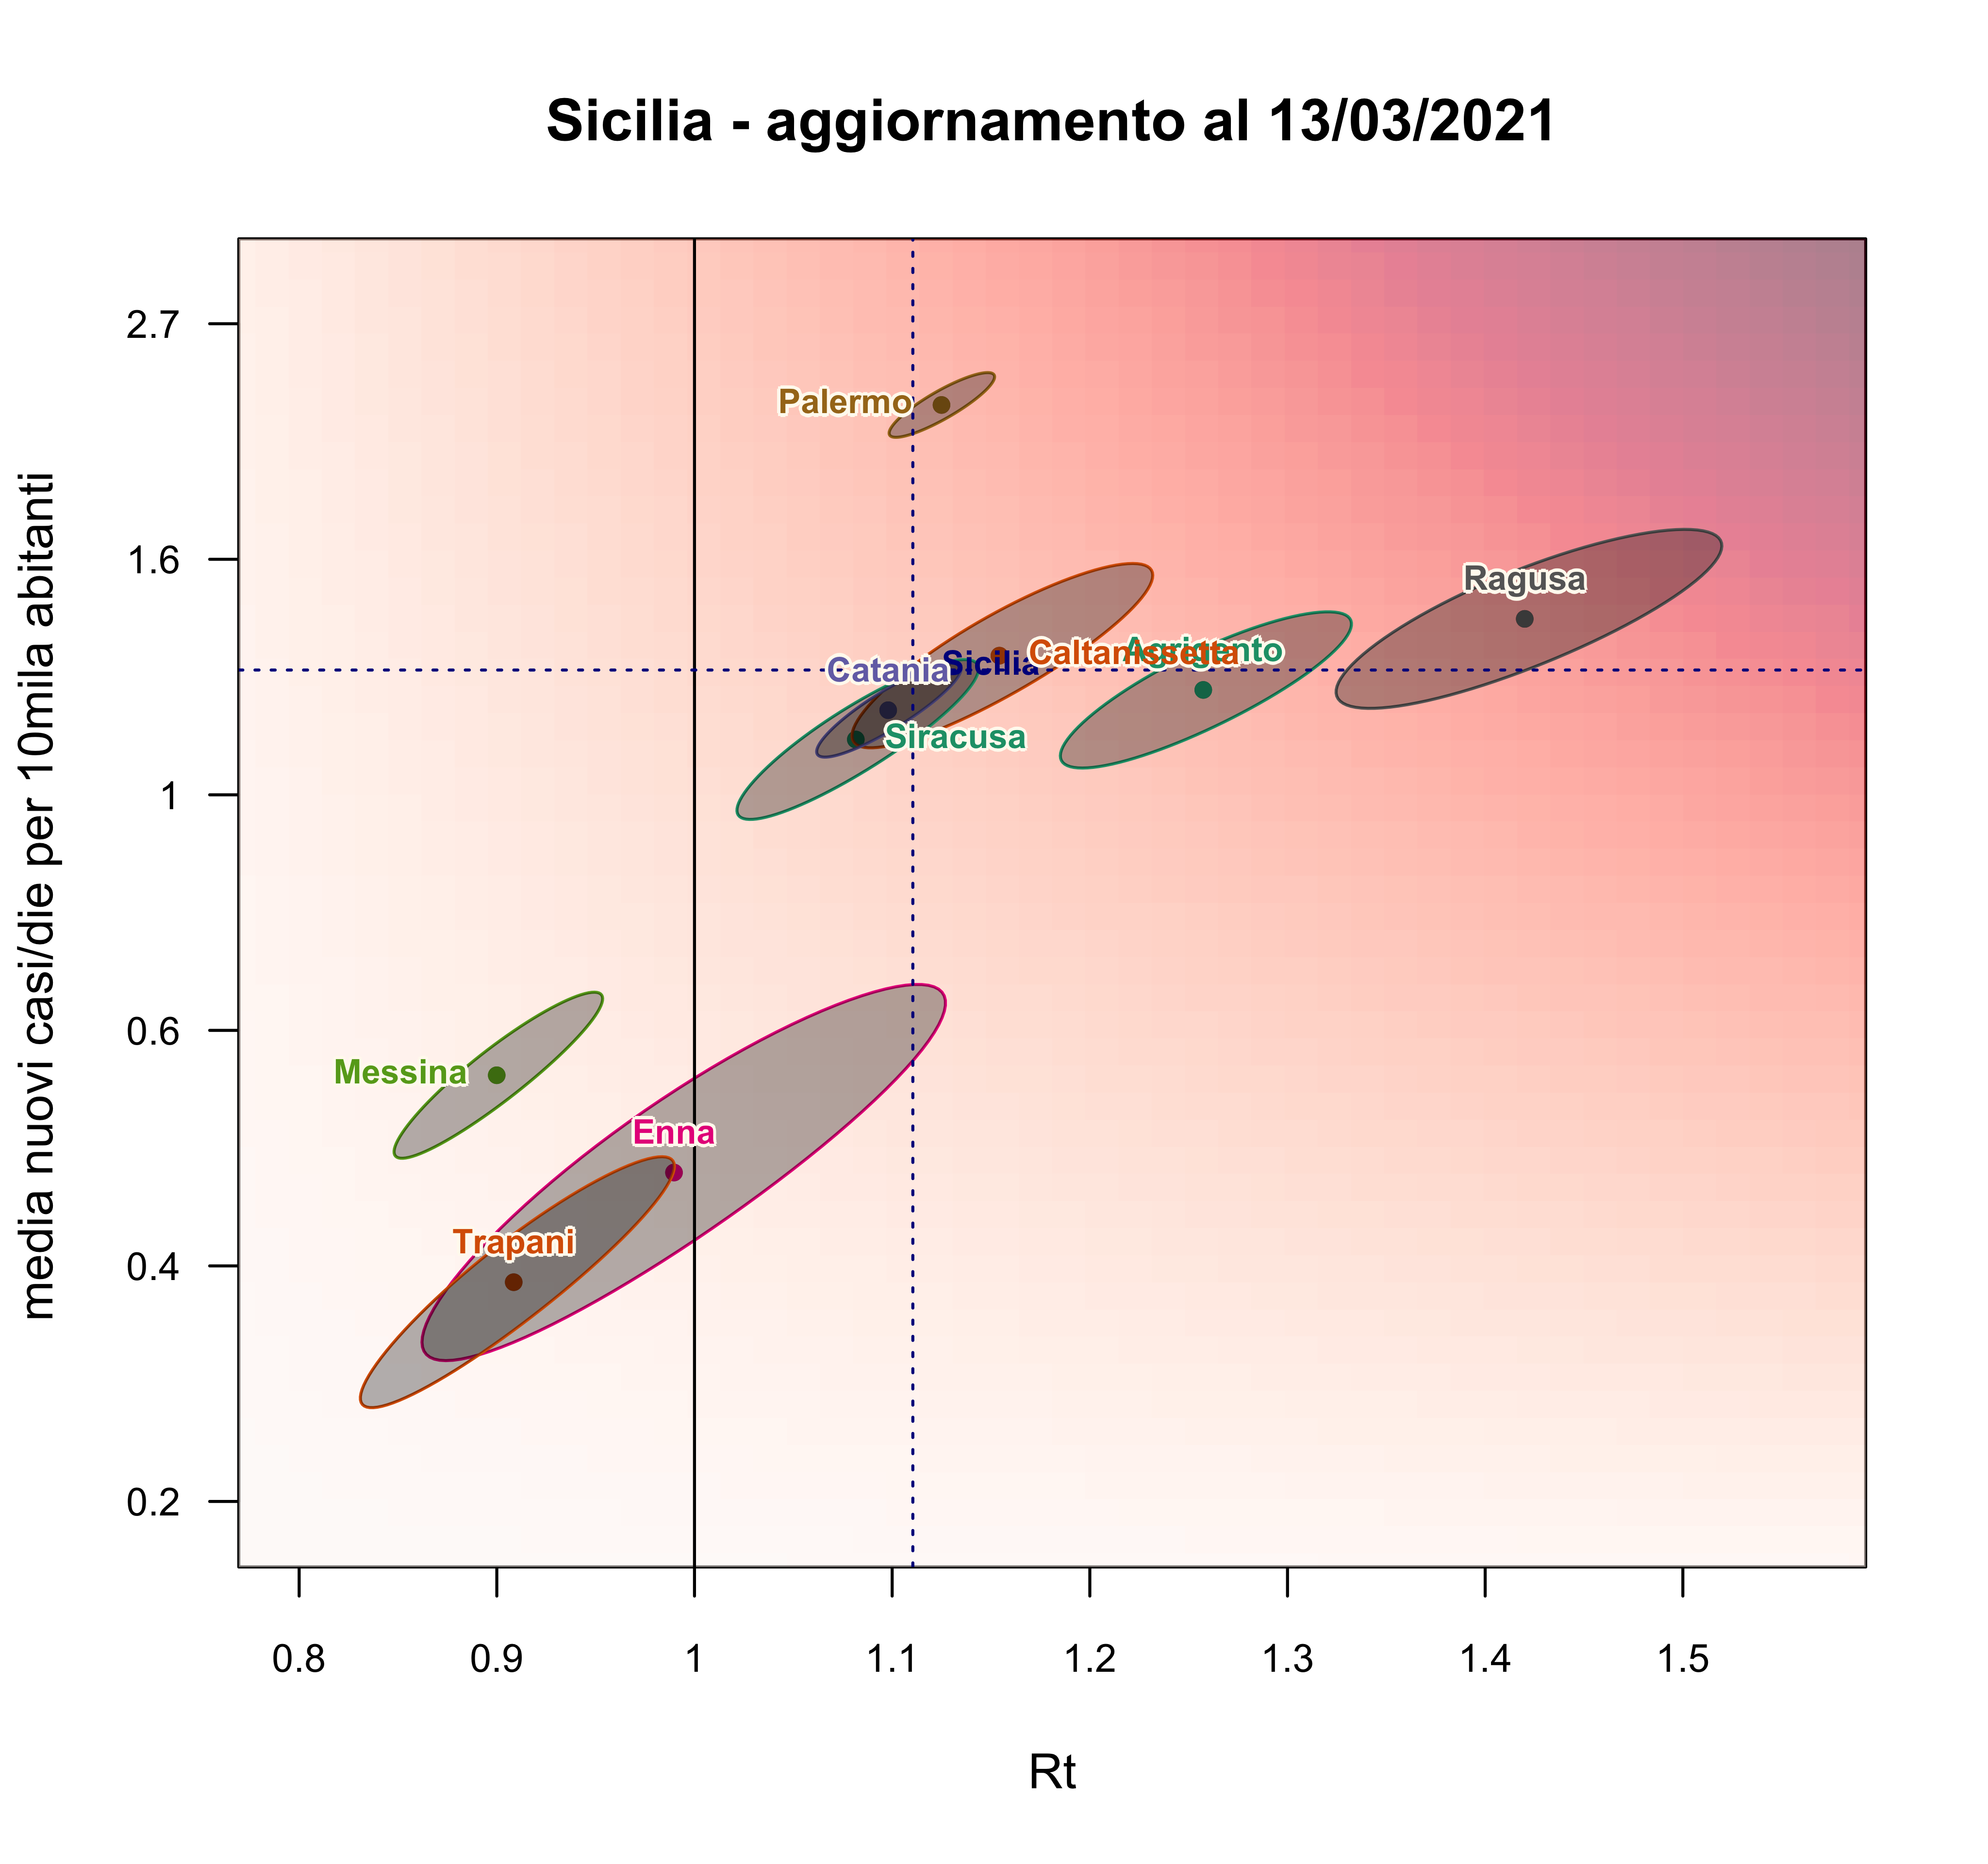 Sicilia - aggiornamento al 13/03/2021
media nuovi casi/die per 10mila abitanti
2.7
1.6
1
0.6
0.4
0.2
Palermo
Ragusa
Agrigento
Caltanissetta
Sicilia
Catania
Siracusa
Messina
Enna
Trapani
0.8 0.9 1 1.1 1.2 1.3 1.4 1.5
Rt